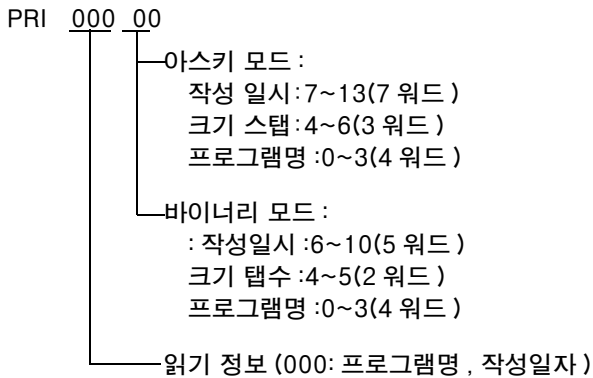 PRI 000 00
아스키 모드 :
작성 일시:7~13(7 워드 )
크기 스탭:4~6(3 워드 )
프로그램명 :0~3(4 워드 )
바이너리 모드 :
: 작성일시 :6~10(5 워드 )
크기 탭수 :4~5(2 워드 )
프로그램명 :0~3(4 워드 )
읽기 정보 (000: 프로그램명 , 작성일자 )